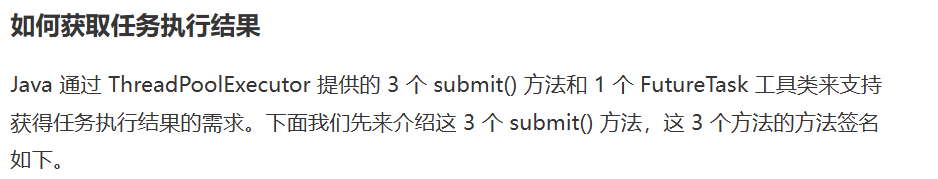 如何获取任务执行结果
Java 通过 ThreadPoolExecutor 提供的 3 个 submit() 方法和 1 个 FutureTask 工具类来支持
获得任务执行结果的需求。下面我们先来介绍这 3 个 submit() 方法，这 3 个方法的方法签名
如下。